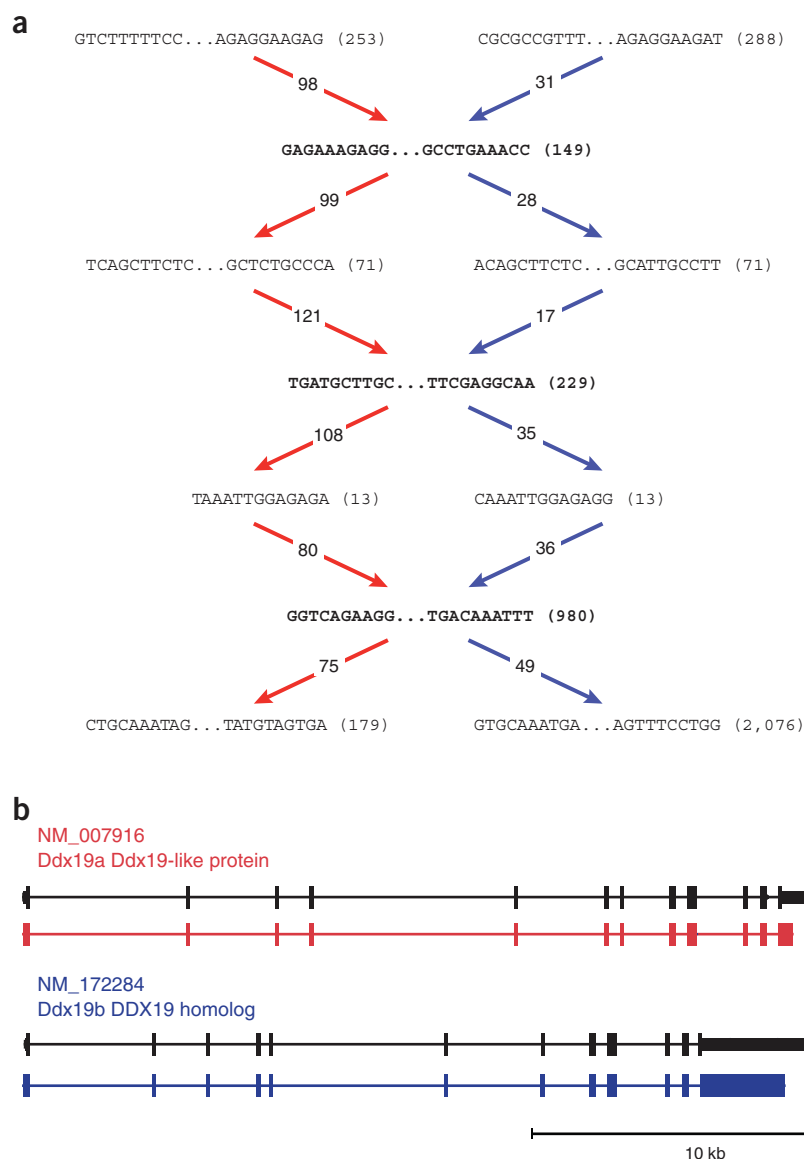 a
GTCTTTTTCC...AGAGGAAGAG (253) CGCGCCGTTT...AGAGGAAGAT (288)
98 31
GAGAAAGAGG...GCCTGAAACC (149)
99 28
TCAGCTTCTC...GCTCTGCCCA (71) ACAGCTTCTC...GCATTGCCTT (71)
121 17
TGATGCTTGC...TTCGAGGCAA (229)
108 35
TAAATTGGAGAGA (13) CAAATTGGAGAGG (13)
80 36
GGTCAGAAGG...TGACAAATTT (980)
75 49
CTGCAAATAG...TATGTAGTGA (179) GTGCAAATGA...AGTTTCCTGG (2,076)
b
NM_007916
Ddx19a Ddx19-like protein
NM_172284
Ddx19b DDX19 homolog
10 kb